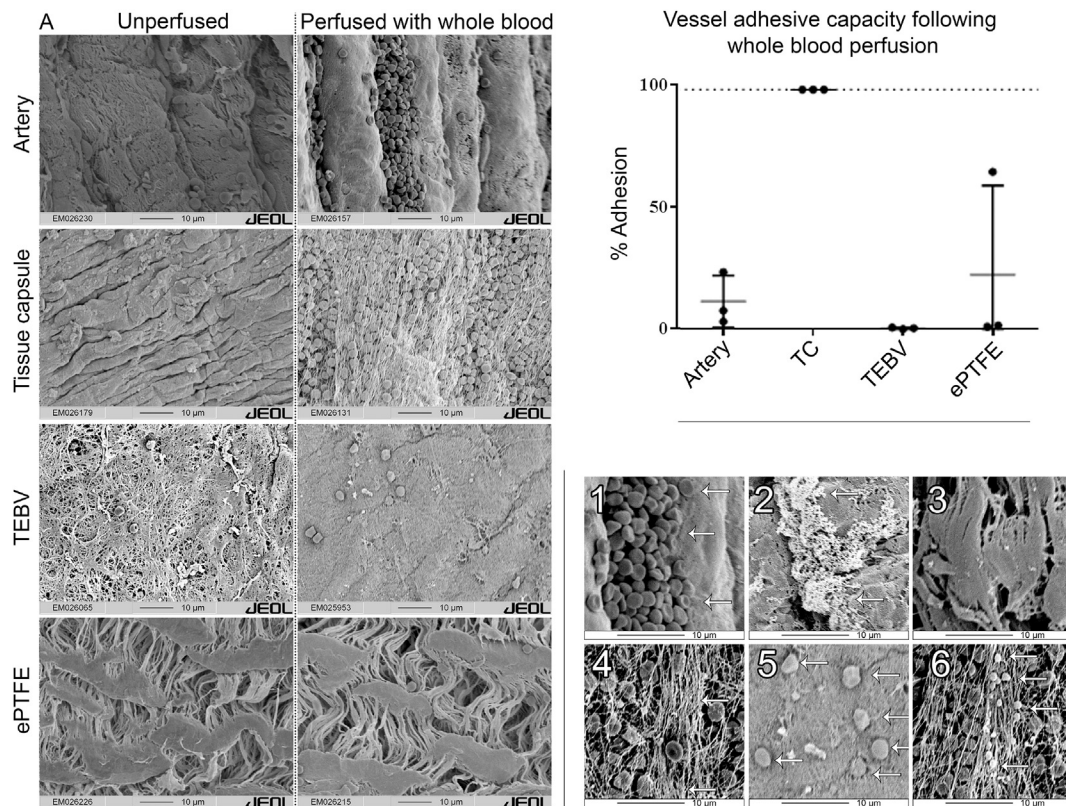 A
Unperfused
Perfused with whole blood
Artery
EM026230 10 μm JEOL
EM026157 10 μm JEOL
Tissue capsule
EM026179 10 μm JEOL
EM026131 10 μm JEOL
TEBV
EM026065 10 μm JEOL
EM025953 10 μm JEOL
ePTFE
EM026226 10 μm JEOL
EM026215 10 μm JEOL
Vessel adhesive capacity following
whole blood perfusion
% Adhesion
100
50
0
Artery
TC
TEBV
ePTFE
1
10 μm
2
10 μm
3
10 μm
4
10 μm
5
10 μm
6
10 μm